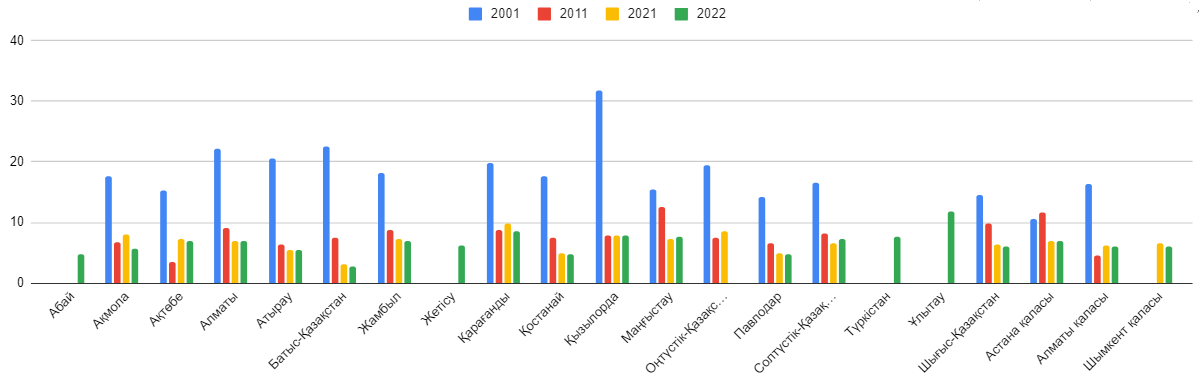 2001 2011 2021 2022
40
30
20
10
0
Абай
Ақмола
Ақтөбе
Алматы
Атырау
Батыс-Қазақстан
Жамбыл
Жетісу
Қарағанды
Қостанай
Қызылорда
Маңғыстау
Оңтүстік-Қазақс...
Павлодар
Солтүстік-Қазақ...
Түркістан
Ұлытау
Шығыс-Қазақстан
Астана қаласы
Алматы қаласы
Шымкент қаласы